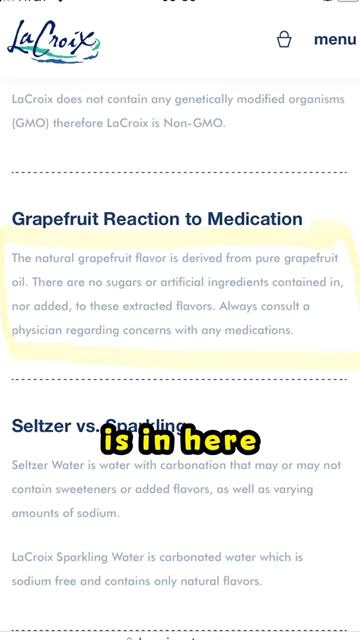 LaCroix
menu
LaCroix does not contain any genetically modified organisms
(GMO) therefore LaCroix is Non-GMO.
Grapefruit Reaction to Medication
The natural grapefruit flavor is derived from pure grapefruit
oil. There are no sugars or artificial ingredients contained in,
nor added, to these extracted flavors. Always consult a
physician regarding concerns with any medications.
Seltzer vs. Sparkling
is in here
Seltzer Water is water with carbonation that may or may not
contain sweeteners or added flavors, as well as varying
amounts of sodium.
LaCroix Sparkling Water is carbonated water which is
sodium free and contains only natural flavors.